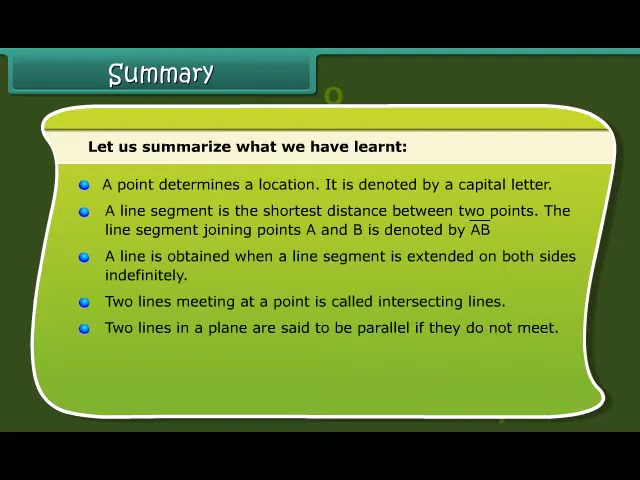 Summary
Let us summarize what we have learnt:
A point determines a location. It is denoted by a capital letter.
A line segment is the shortest distance between two points. The
line segment joining points A and B is denoted by A̅B̅
A line is obtained when a line segment is extended on both sides
indefinitely.
Two lines meeting at a point is called intersecting lines.
Two lines in a plane are said to be parallel if they do not meet.